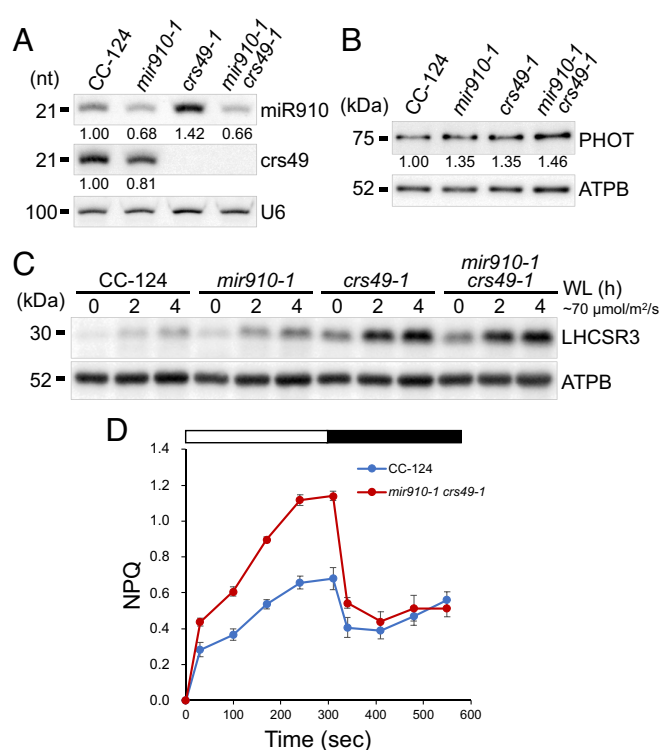 A
CC-124 mir910-1 crs49-1 mir910-1 crs49-1
(nt)
21 miR910
1.00 0.68 1.42 0.66
21 crs49
1.00 0.81
100 U6
B
CC-124 mir910-1 crs49-1 mir910-1 crs49-1
(kDa)
75 PHOT
1.00 1.35 1.35 1.46
52 ATPB
C
CC-124 mir910-1 crs49-1 mir910-1 crs49-1
(kDa) 0 2 4 0 2 4 0 2 4 0 2 4 WL (h)
~70 μmol/m²/s
30 LHCSR3
52 ATPB
D
1.4
1.2
1.0
0.8
0.6
0.4
0.2
0.0
NPQ
CC-124
mir910-1 crs49-1
0 100 200 300 400 500 600
Time (sec)